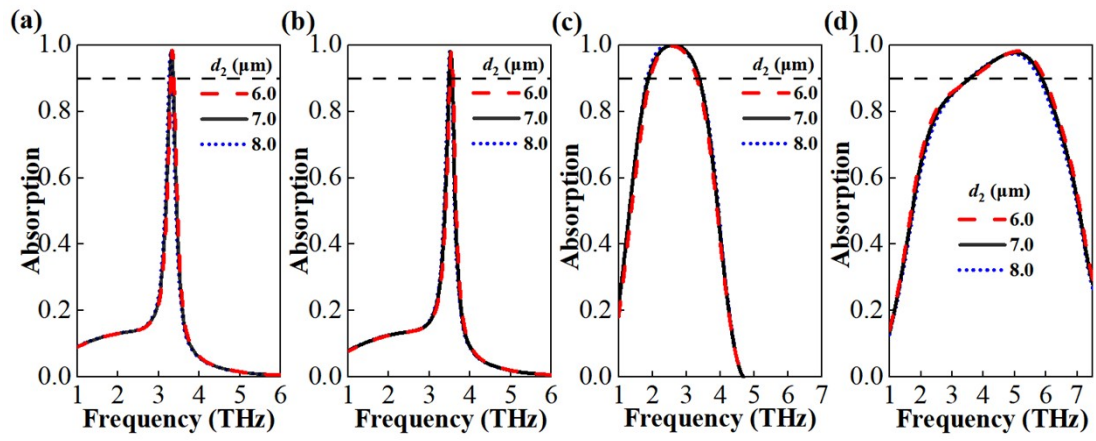 (a)
1.0
0.8
0.6
0.4
0.2
0.0
Absorption
d2 (μm)
6.0
7.0
8.0
1 2 3 4 5 6
Frequency (THz)
(b)
1.0
0.8
0.6
0.4
0.2
0.0
Absorption
d2 (μm)
6.0
7.0
8.0
1 2 3 4 5 6
Frequency (THz)
(c)
1.0
0.8
0.6
0.4
0.2
0.0
Absorption
d2 (μm)
6.0
7.0
8.0
1 2 3 4 5 6 7
Frequency (THz)
(d)
1.0
0.8
0.6
0.4
0.2
0.0
Absorption
d2 (μm)
6.0
7.0
8.0
1 2 3 4 5 6 7
Frequency (THz)